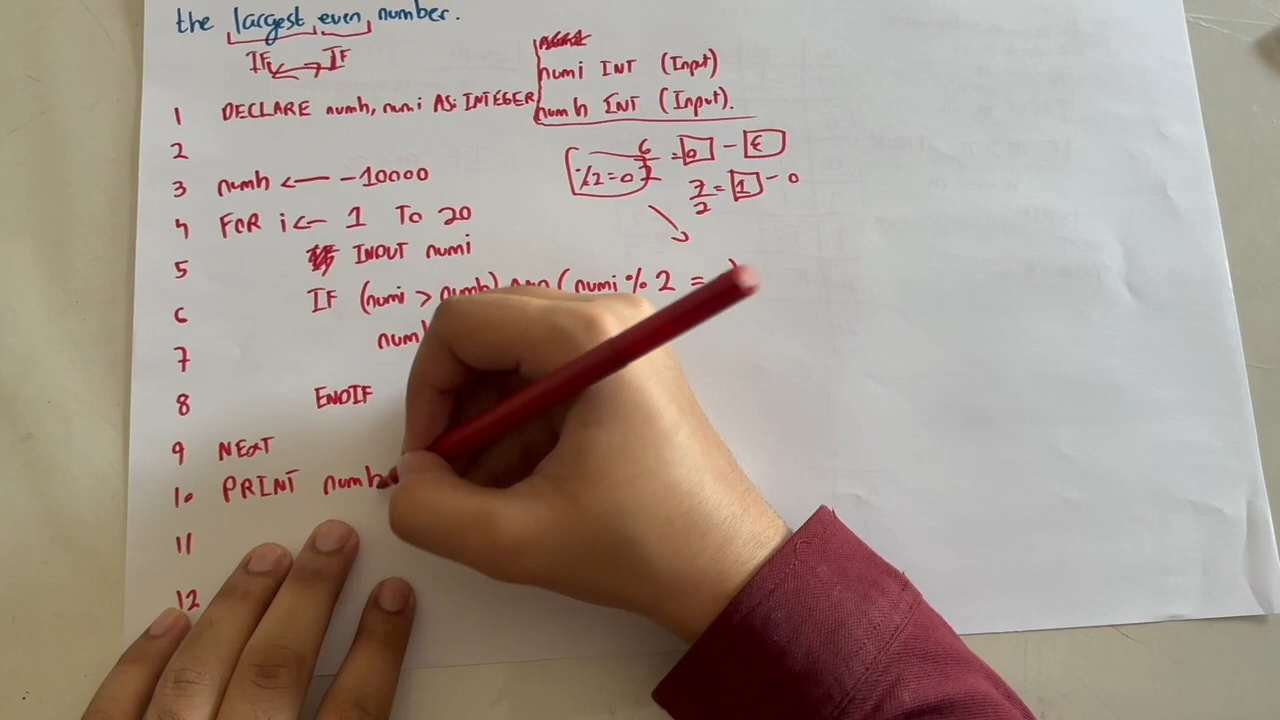 the largest even number.
IF IF
numi INT (Input)
numh INT (Input).
1 DECLARE numh, numi AS: INTEGER
2
%2=0 6/2 = 0 - E
7/2 = 1 - 0
3 numh ← -10000
4 FOR i ← 1 To 20
5 INOUT numi
6 IF (numi > numh) AND (numi % 2 =
7 num
8 ENDIF
9 NEXT
10 PRINT numh
11
12